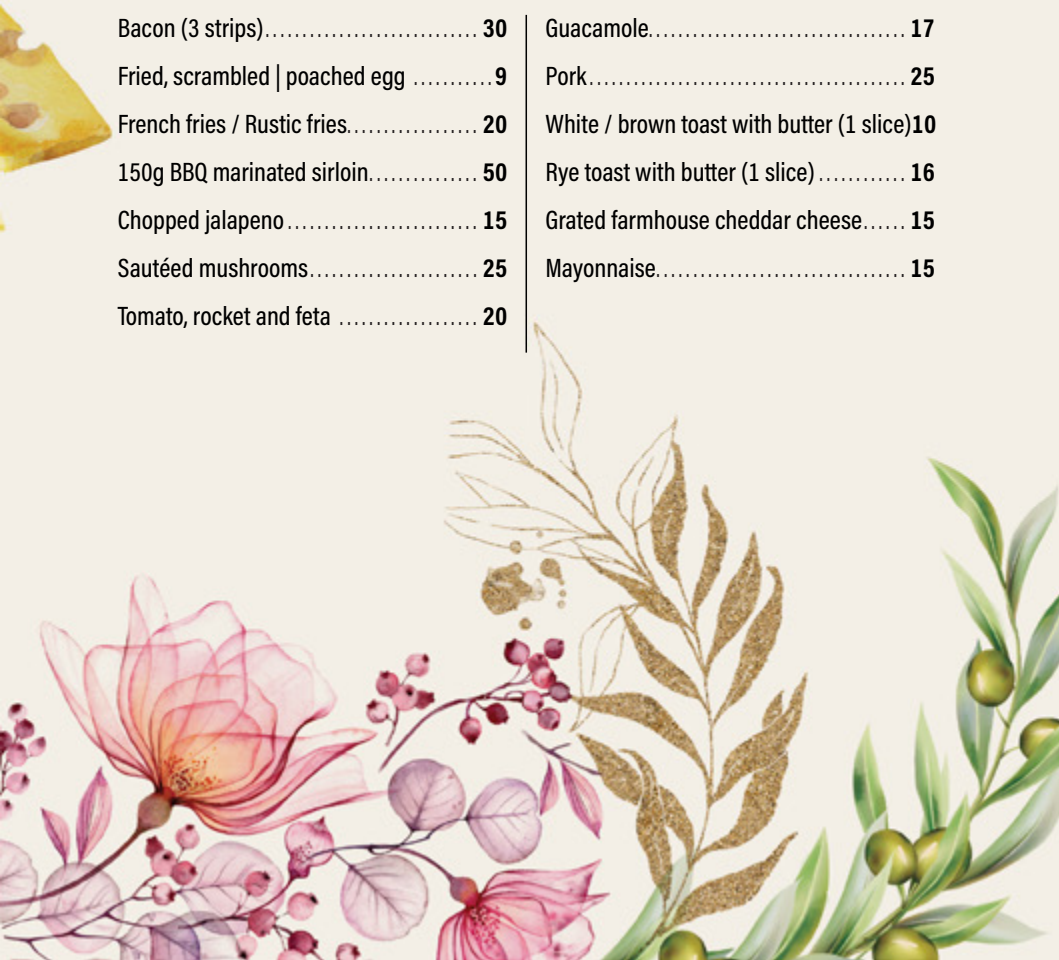 Bacon (3 strips)............................. 30
Fried, scrambled | poached egg ...........9
French fries / Rustic fries.................. 20
150g BBQ marinated sirloin............... 50
Chopped jalapeno .......................... 15
Sautéed mushrooms....................... 25
Tomato, rocket and feta ................... 20
Guacamole................................... 17
Pork........................................... 25
White / brown toast with butter (1 slice)10
Rye toast with butter (1 slice) ............ 16
Grated farmhouse cheddar cheese...... 15
Mayonnaise.................................. 15